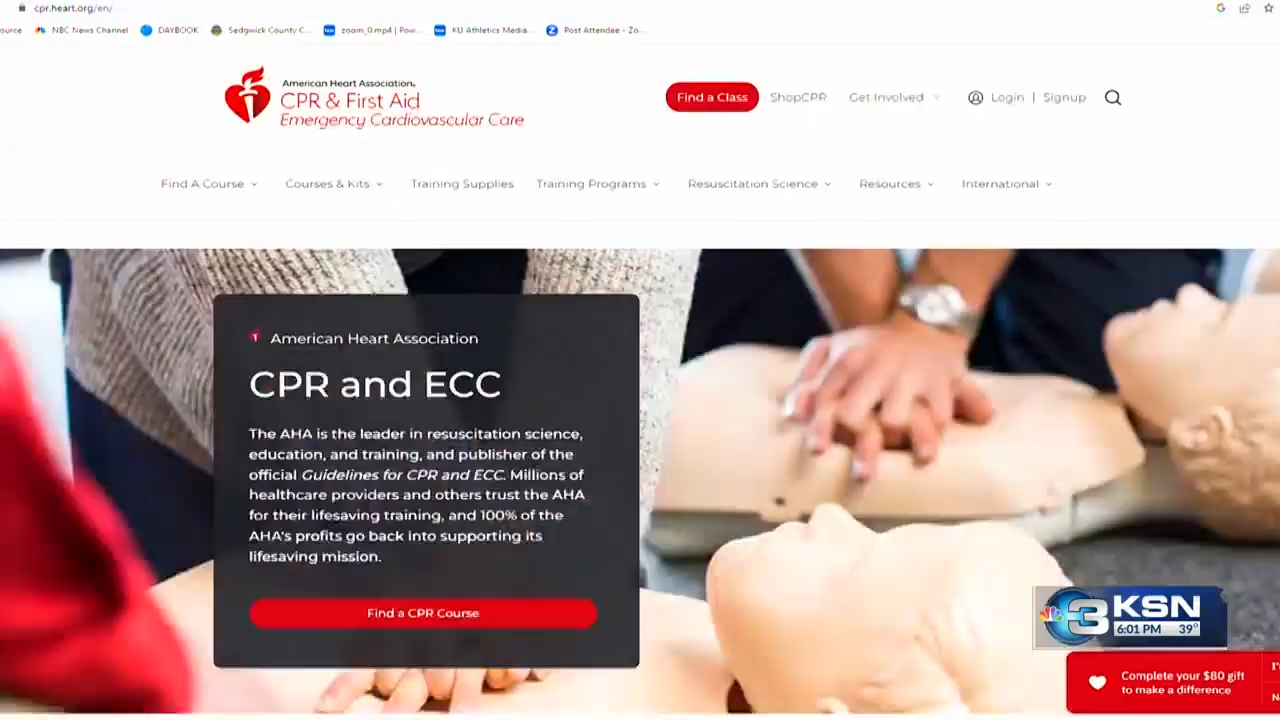 cpr.heart.org/en/
ource
NBC News Channel
DAYBOOK
Sedgwick County C...
zoom_0.mp4 | Pow...
KU Athletics Media...
Post Attendee - Zo...
American Heart Association.
CPR & First Aid
Emergency Cardiovascular Care
Find a Class
ShopCPR
Get Involved
Login | Signup
Find A Course
Courses & Kits
Training Supplies
Training Programs
Resuscitation Science
Resources
International
American Heart Association
CPR and ECC
The AHA is the leader in resuscitation science,
education, and training, and publisher of the
official Guidelines for CPR and ECC. Millions of
healthcare providers and others trust the AHA
for their lifesaving training, and 100% of the
AHA's profits go back into supporting its
lifesaving mission.
Find a CPR Course
3 KSN
6:01 PM 39°
Complete your $80 gift
to make a difference